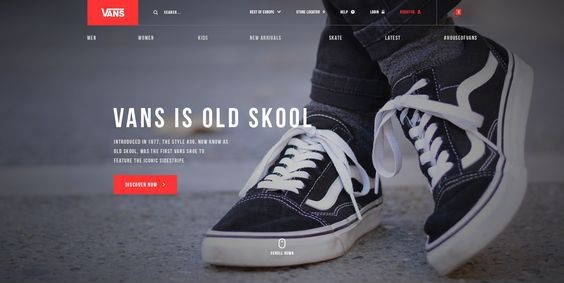 VANS
SEARCH...
REST OF EUROPE
STORE LOCATOR
HELP
LOGIN
REGISTER
MEN
WOMEN
KIDS
NEW ARRIVALS
SKATE
LATEST
#HOUSEOFVANS
VANS IS OLD SKOOL
INTRODUCED IN 1977, THE STYLE #36, NOW KNOW AS
OLD SKOOL, WAS THE FIRST VANS SHOE TO
FEATURE THE ICONIC SIDESTRIPE
DISCOVER NOW
SCROLL DOWN